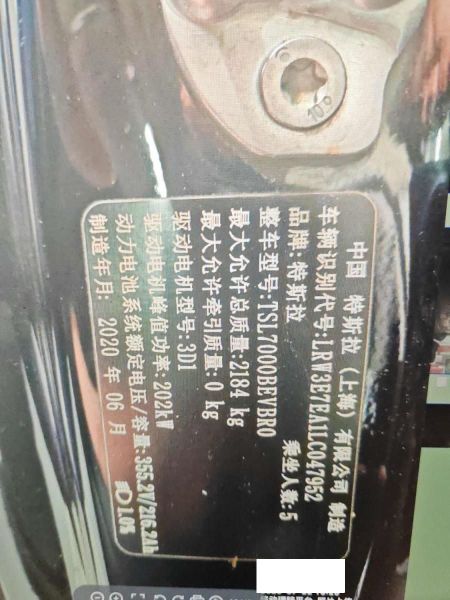 中国 特斯拉（上海）有限公司 制造
车辆识别代号:LRW3E7EA1LC047952
品牌:特斯拉 乘坐人数:5
整车型号:TSL7000BEVBR0
最大允许总质量:2184 kg
最大允许牵引质量: 0 kg
驱动电机型号:3D1
驱动电机峰值功率:202kW
动力电池系统额定电压/容量:355.2V/216.2Ah
制造年月: 2020 年 06 月
1.0%
10.9